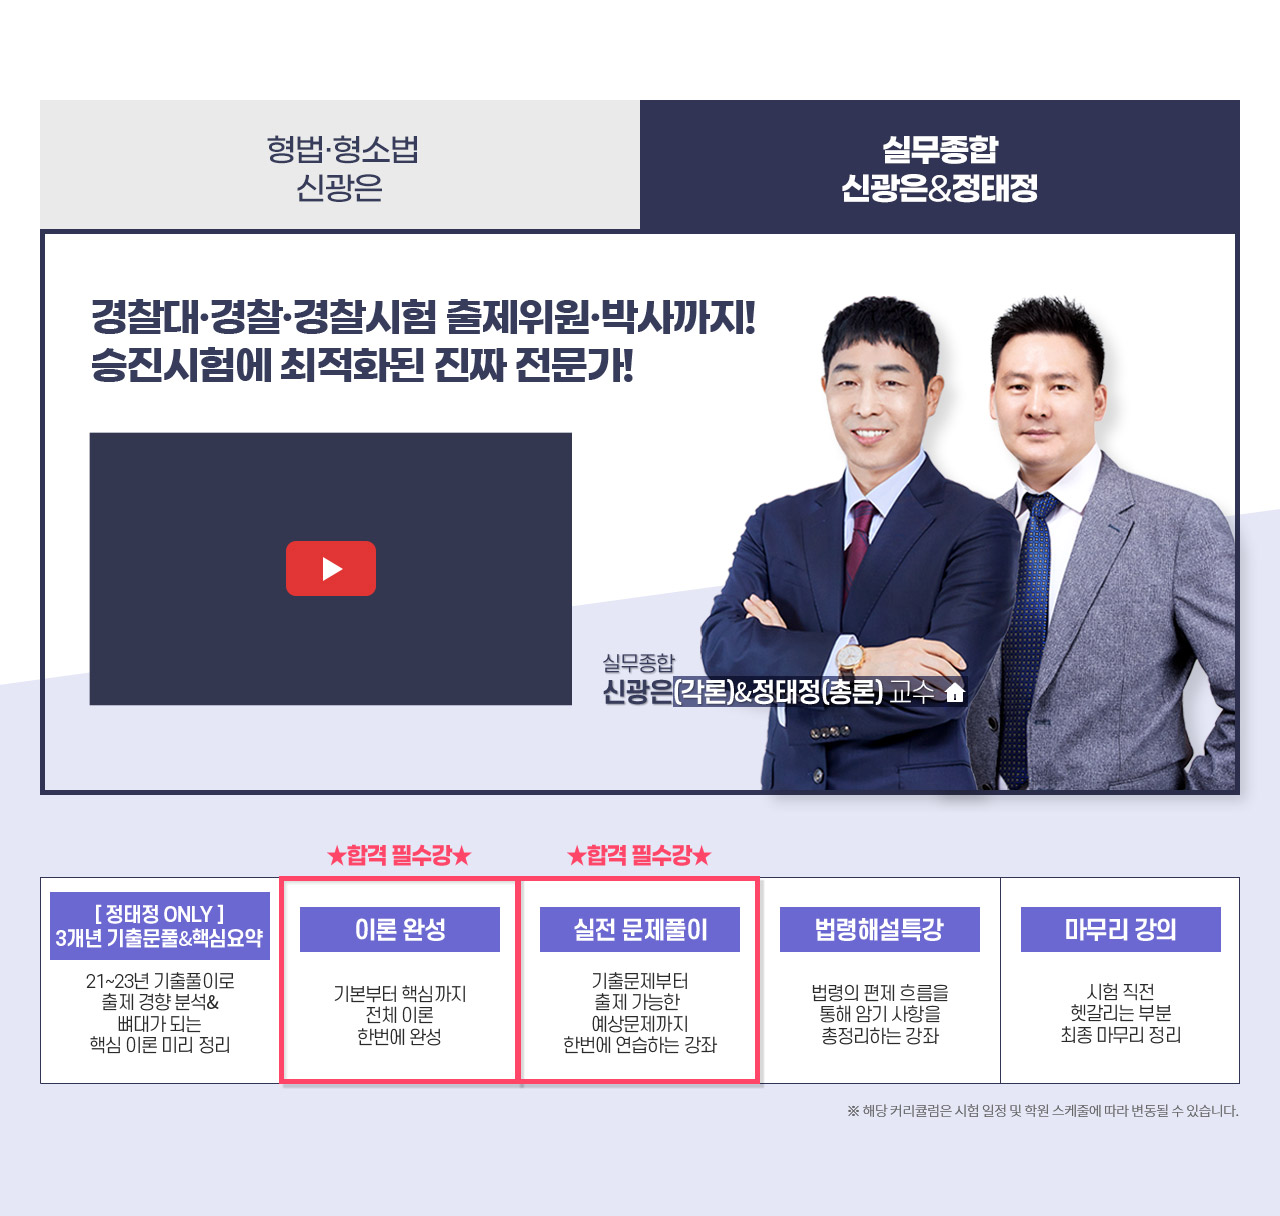 형법·형소법
신광은
실무종합
신광은&정태정
경찰대·경찰·경찰시험 출제위원·박사까지!
승진시험에 최적화된 진짜 전문가!
실무종합
신광은(각론)&정태정(총론) 교수
★합격 필수강★
★합격 필수강★
[ 정태정 ONLY ]
3개년 기출문풀&핵심요약
21~23년 기출풀이로
출제 경향 분석&
뼈대가 되는
핵심 이론 미리 정리
이론 완성
기본부터 핵심까지
전체 이론
한번에 완성
실전 문제풀이
기출문제부터
출제 가능한
예상문제까지
한번에 연습하는 강좌
법령해설특강
법령의 편제 흐름을
통해 암기 사항을
총정리하는 강좌
마무리 강의
시험 직전
헷갈리는 부분
최종 마무리 정리
※ 해당 커리큘럼은 시험 일정 및 학원 스케줄에 따라 변동될 수 있습니다.